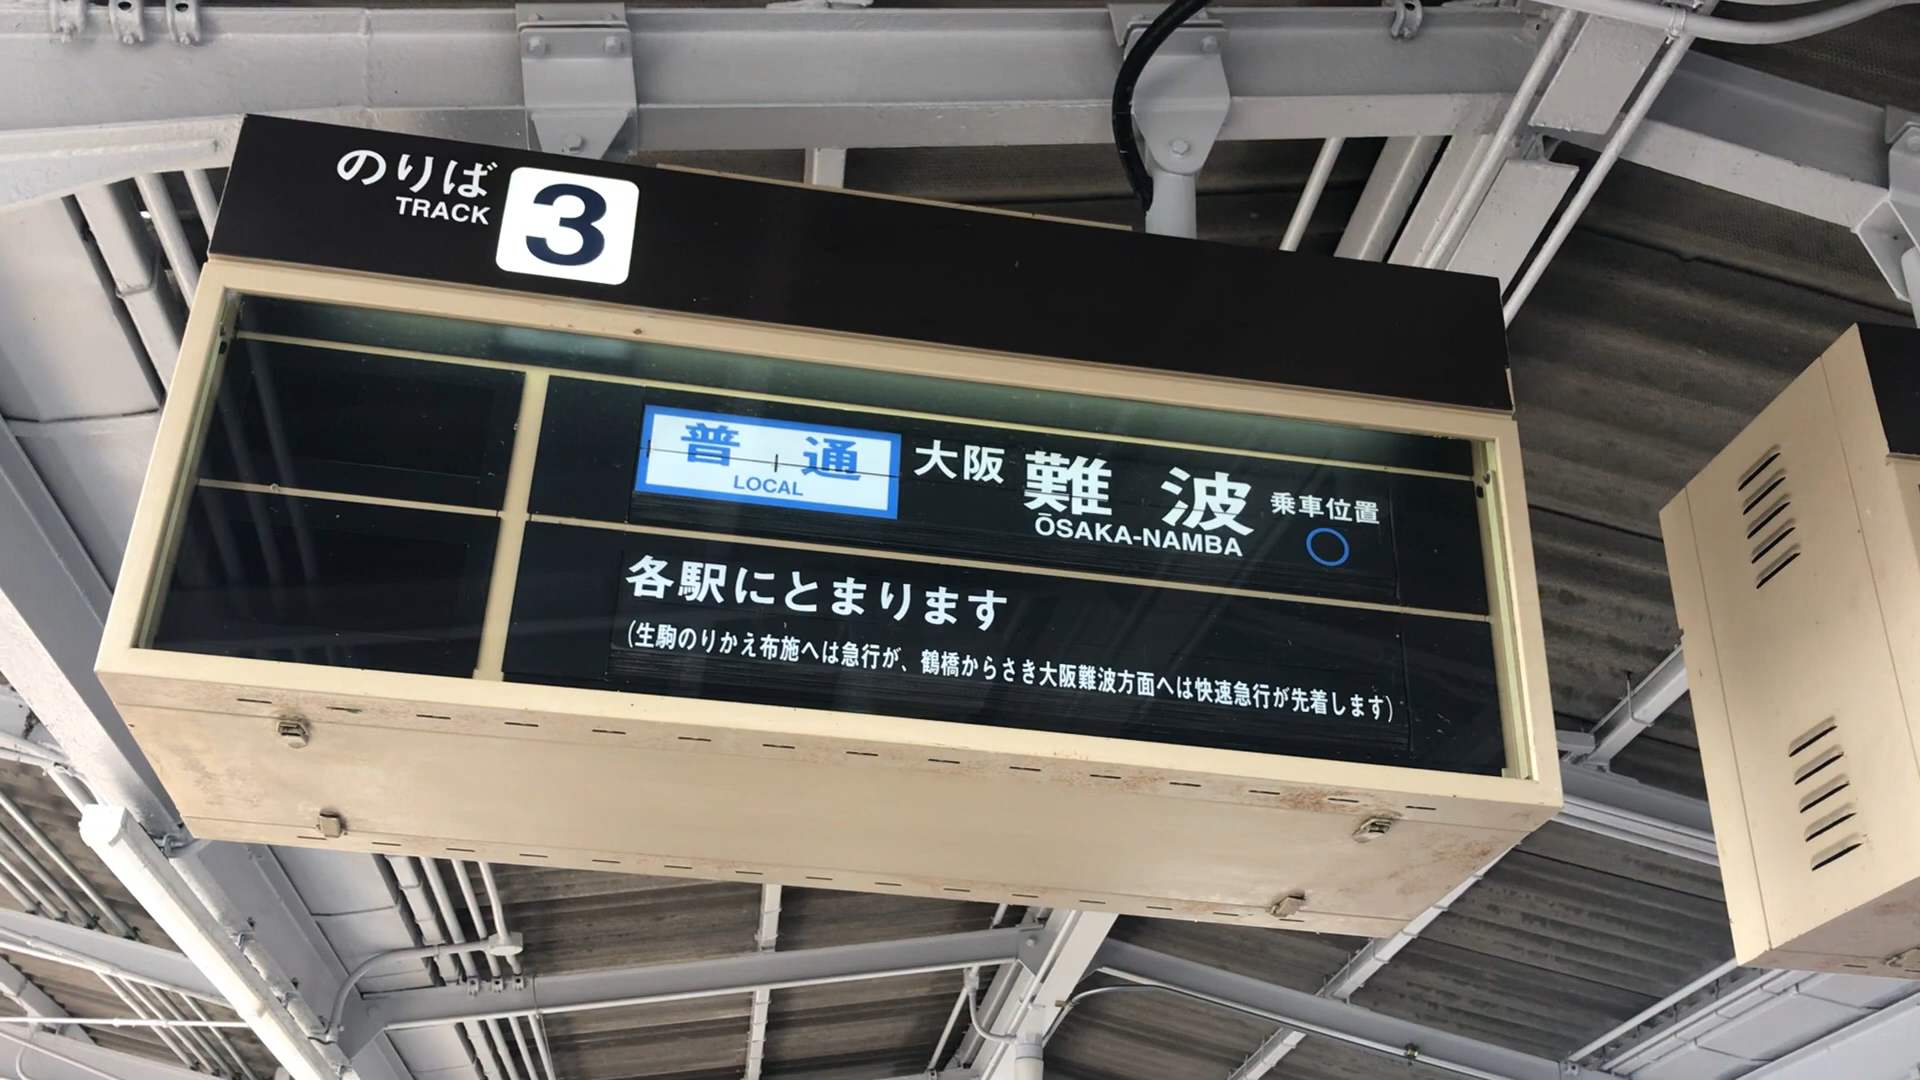 のりば 3
TRACK
普通 大阪 難波 乗車位置
LOCAL ŌSAKA-NAMBA ○
各駅にとまります
(生駒のりかえ布施へは急行が、鶴橋からさき大阪難波方面へは快速急行が先着します)